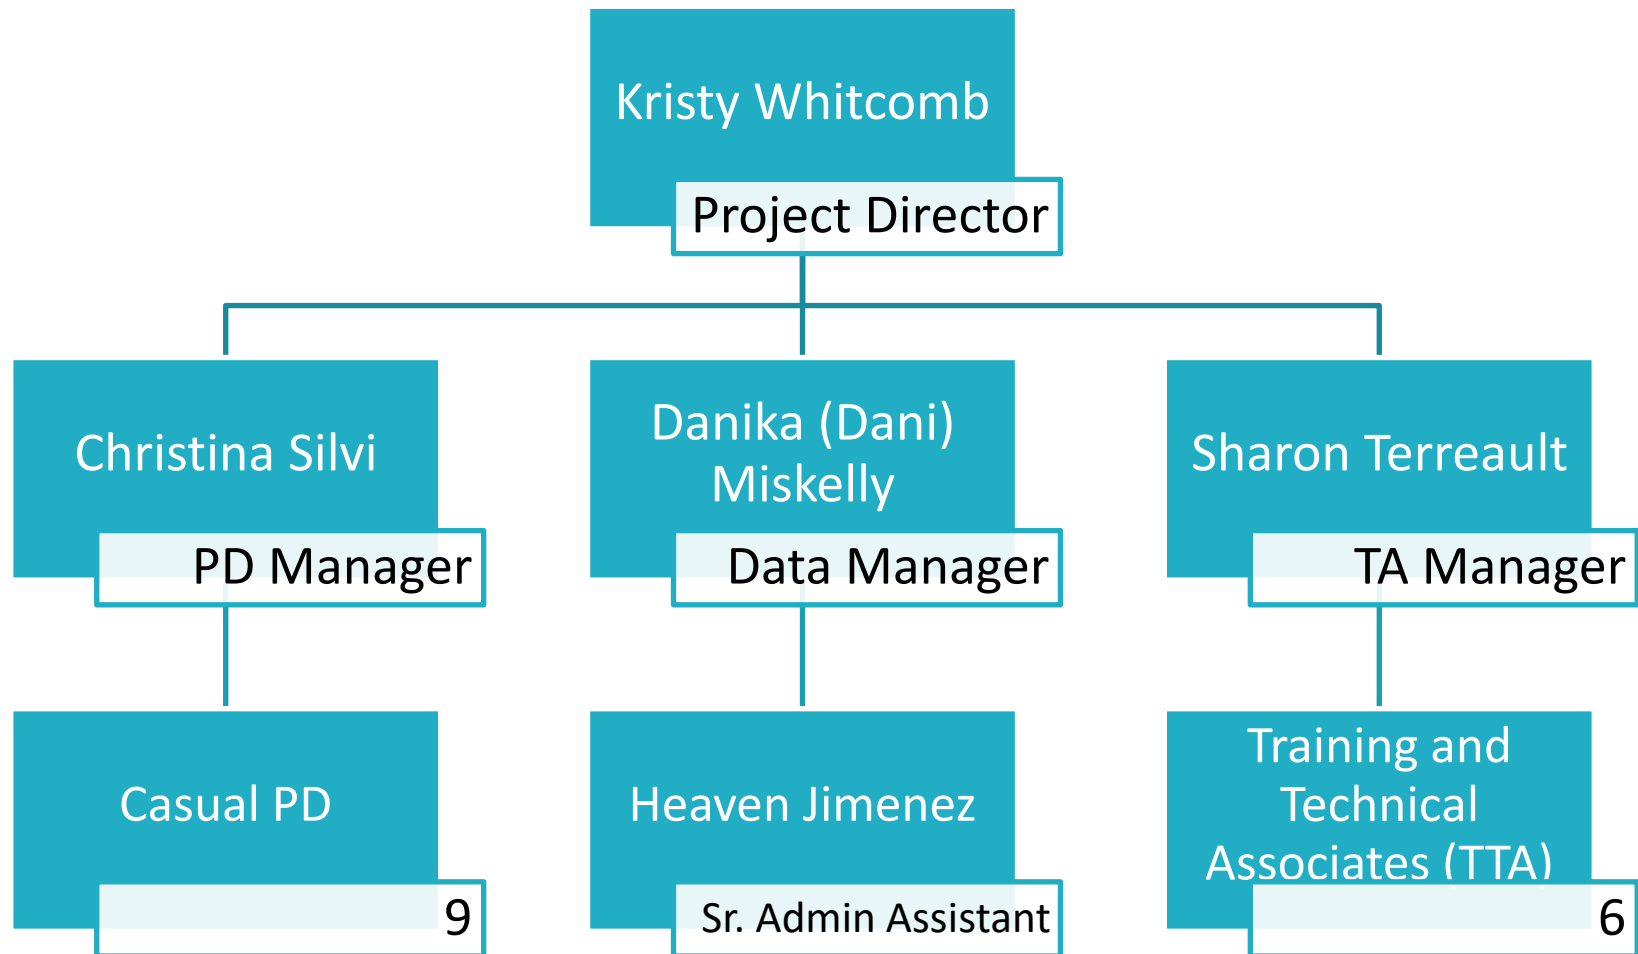 Kristy Whitcomb
Project Director
Christina Silvi
PD Manager
Danika (Dani)
Miskelly
Data Manager
Sharon Terreault
TA Manager
Casual PD
9
Heaven Jimenez
Sr. Admin Assistant
Training and
Technical
Associates (TTA)
6